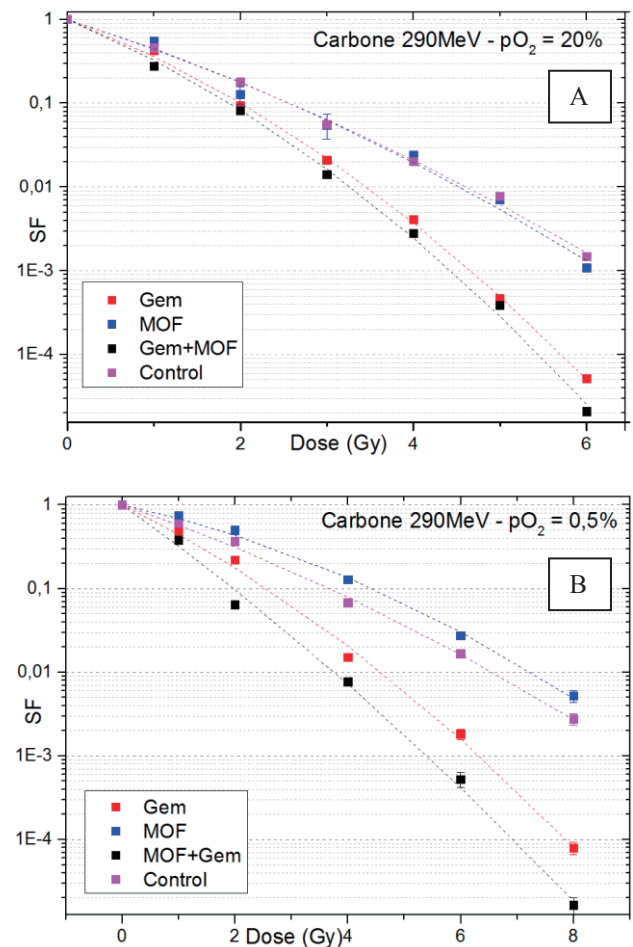 Carbone 290MeV - pO₂ = 20%
A
1
0,1
0,01
1E-3
1E-4
SF
Gem
MOF
Gem+MOF
Control
0 2 4 6
Dose (Gy)
Carbone 290MeV - pO₂ = 0,5%
B
1
0,1
0,01
1E-3
1E-4
SF
Gem
MOF
MOF+Gem
Control
0 2 4 6 8
Dose (Gy)